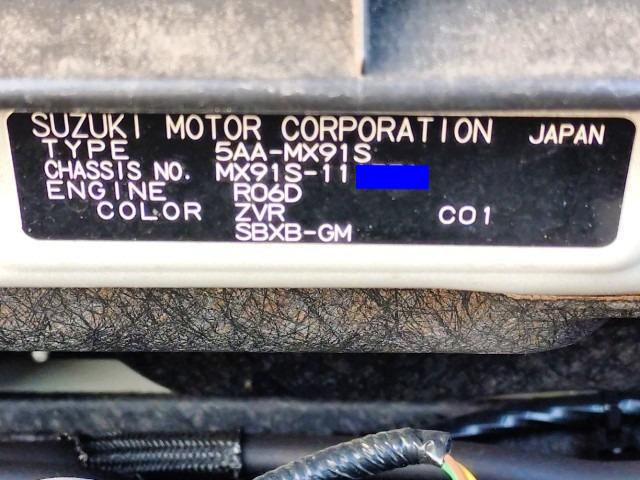 SUZUKI MOTOR CORPORATION JAPAN
TYPE 5AA-MX91S
CHASSIS NO. MX91S-11
ENGINE R06D
COLOR ZVR C01
SBXB-GM